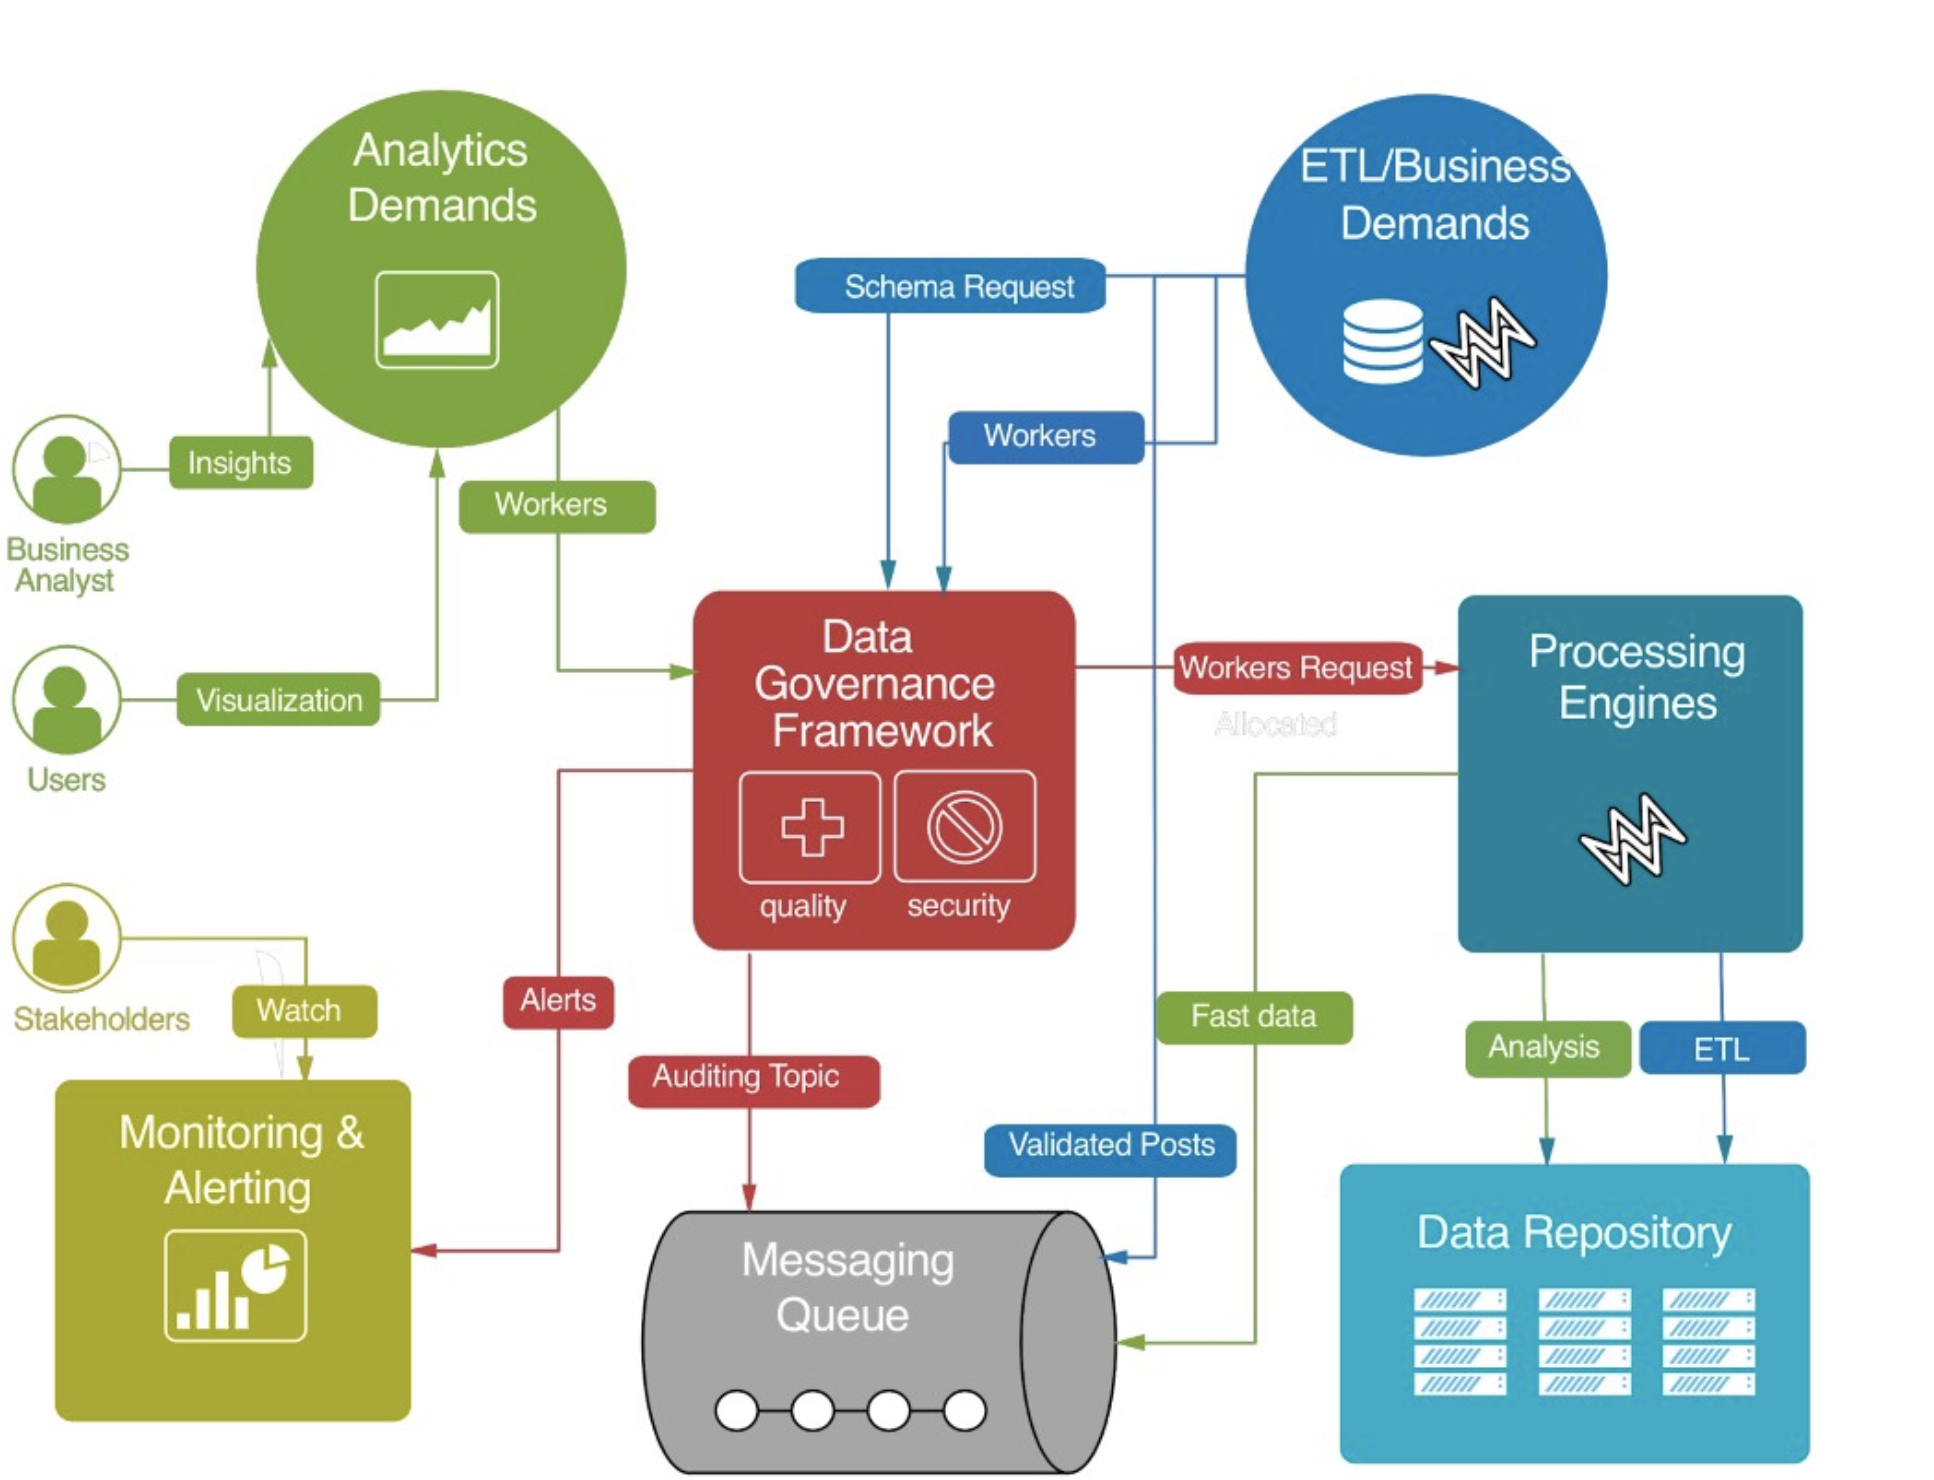 Analytics
Demands
ETL/Business
Demands
Schema Request
Workers
Insights
Workers
Business
Analyst
Visualization
Users
Data
Governance
Framework
quality
security
Workers Request
Allocated
Processing
Engines
Stakeholders
Watch
Alerts
Fast data
Analysis
ETL
Auditing Topic
Validated Posts
Monitoring &
Alerting
Messaging
Queue
Data Repository